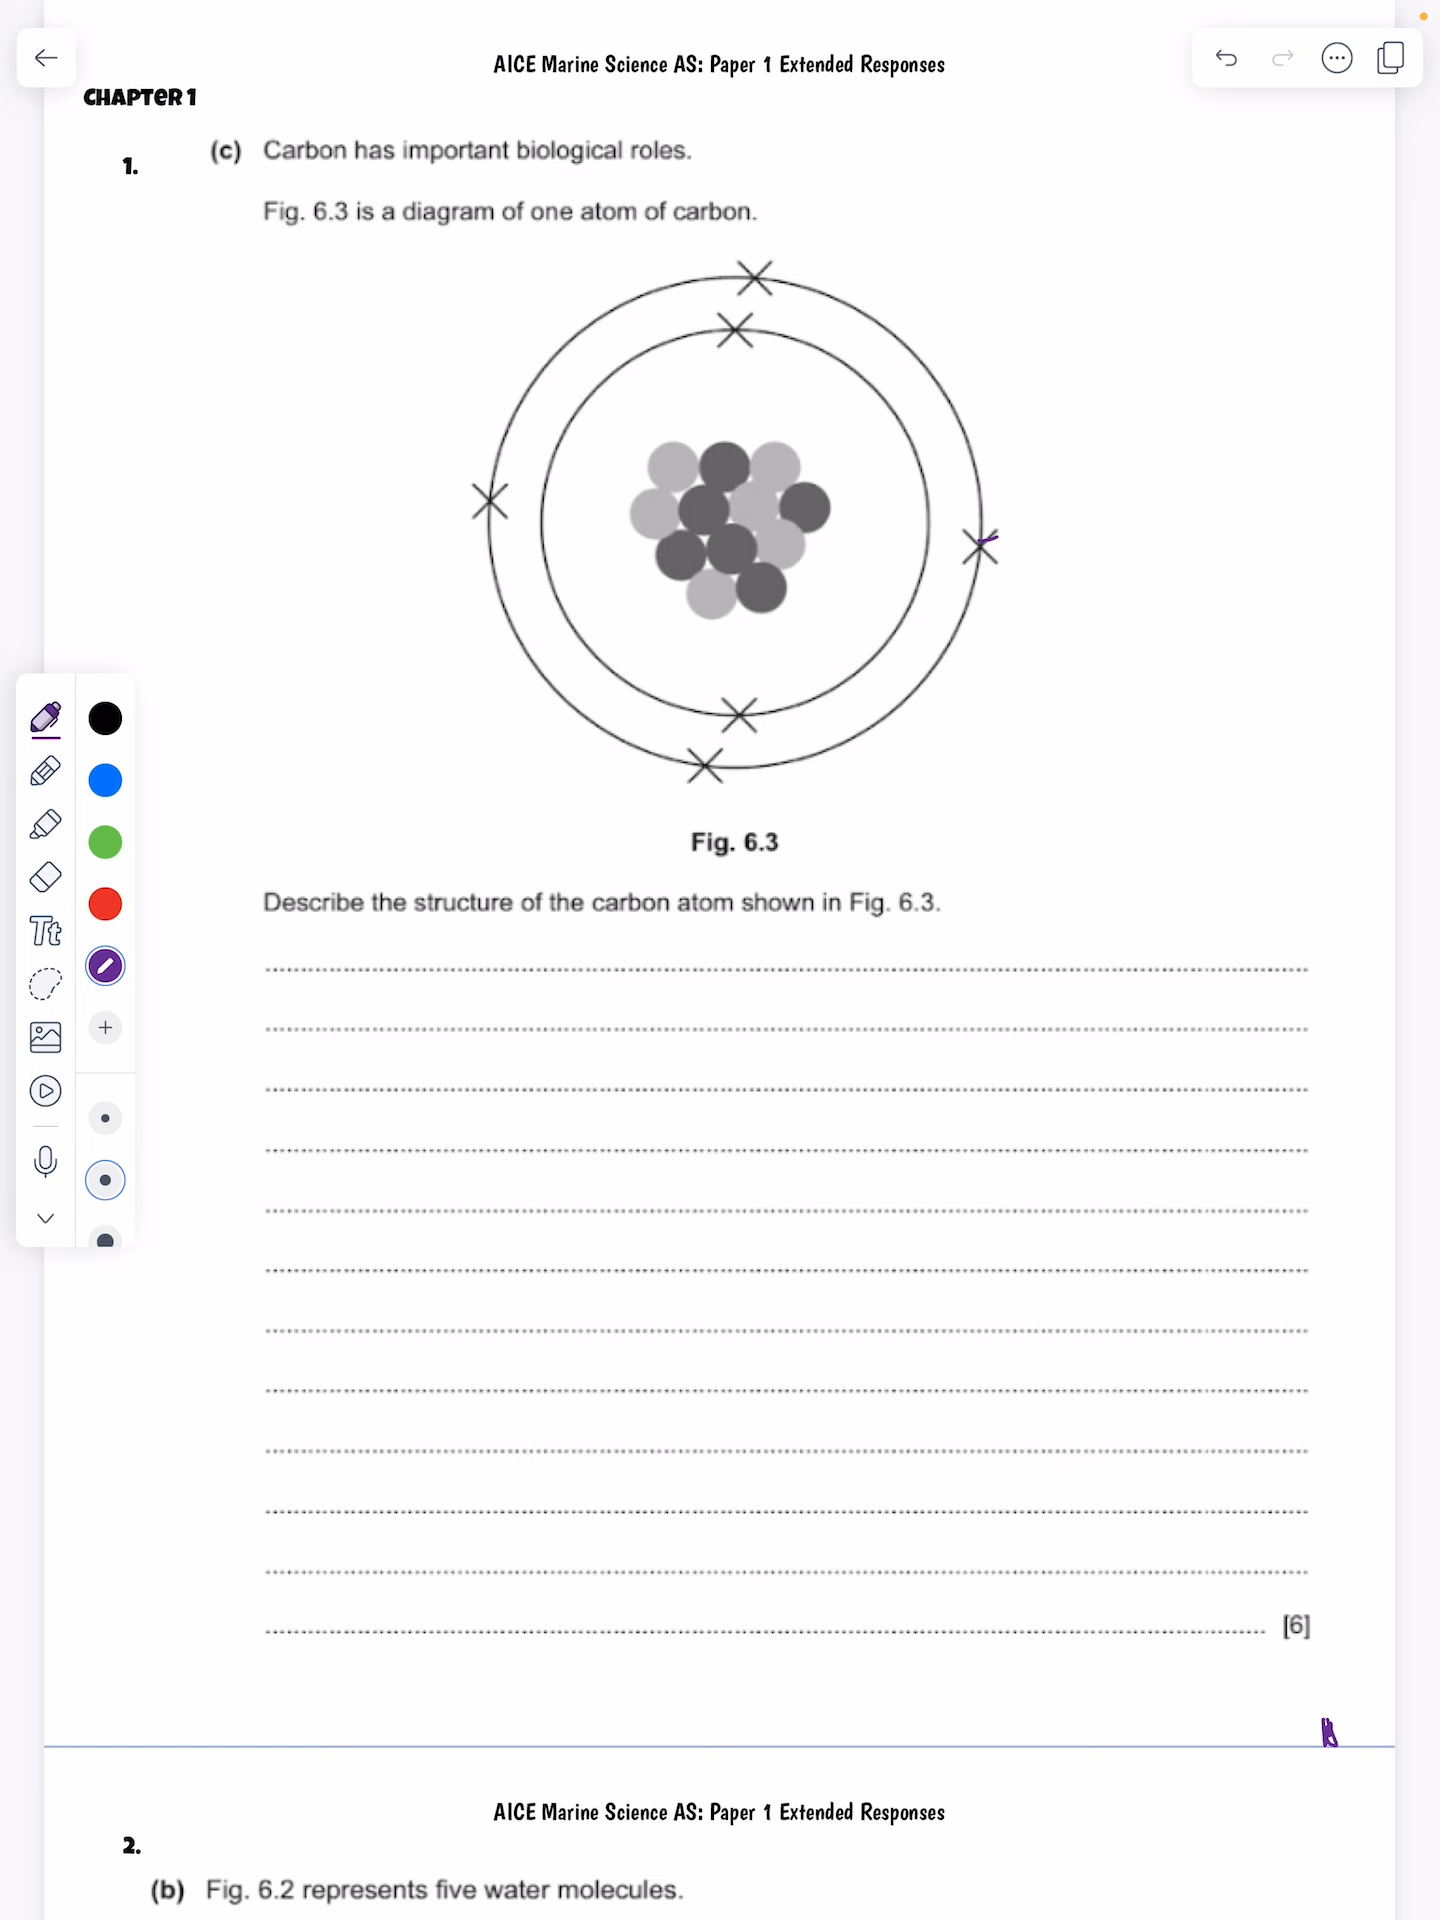 AICE Marine Science AS: Paper 1 Extended Responses
CHAPTER 1
1.
(c) Carbon has important biological roles.
Fig. 6.3 is a diagram of one atom of carbon.
Fig. 6.3
Describe the structure of the carbon atom shown in Fig. 6.3.
Tt
[6]
AICE Marine Science AS: Paper 1 Extended Responses
2.
(b) Fig. 6.2 represents five water molecules.